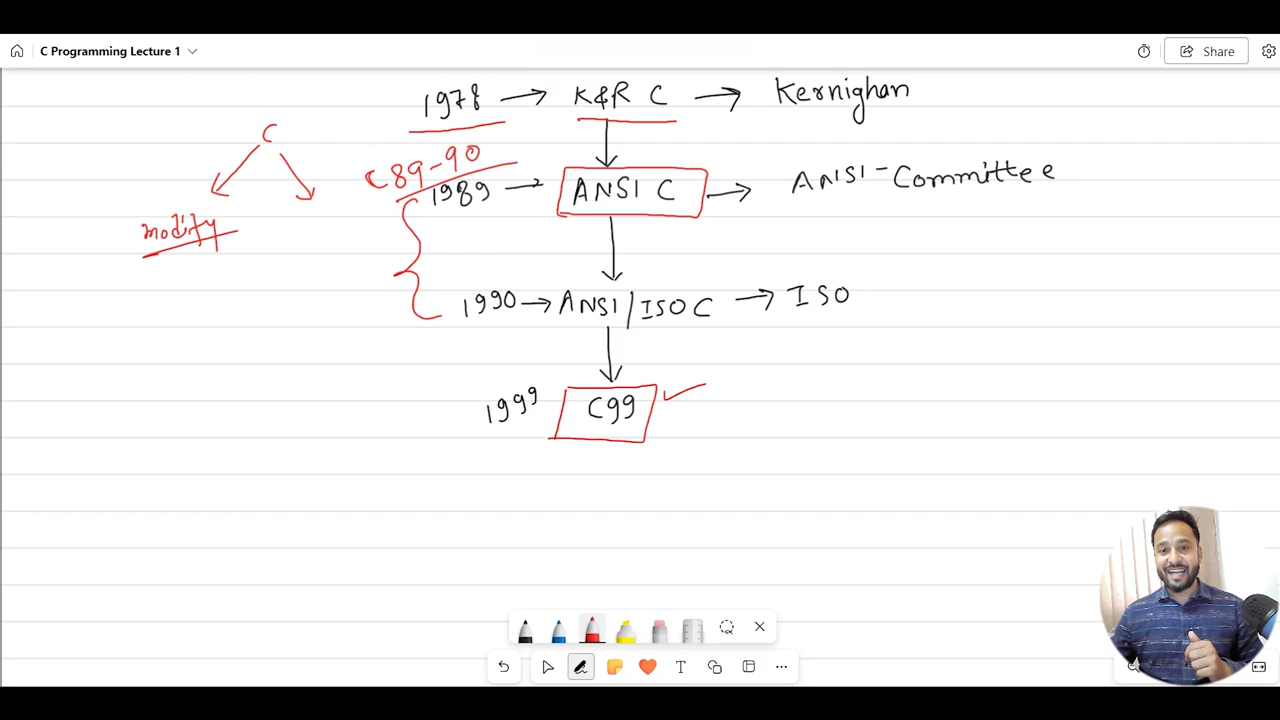 C Programming Lecture 1
Share
1978 → K&R C → Kernighan
C
C89-90
1989 → ANSI C → ANSI-Committee
modify
1990 → ANSI/ISO C → ISO
1999 C99 ✓
T